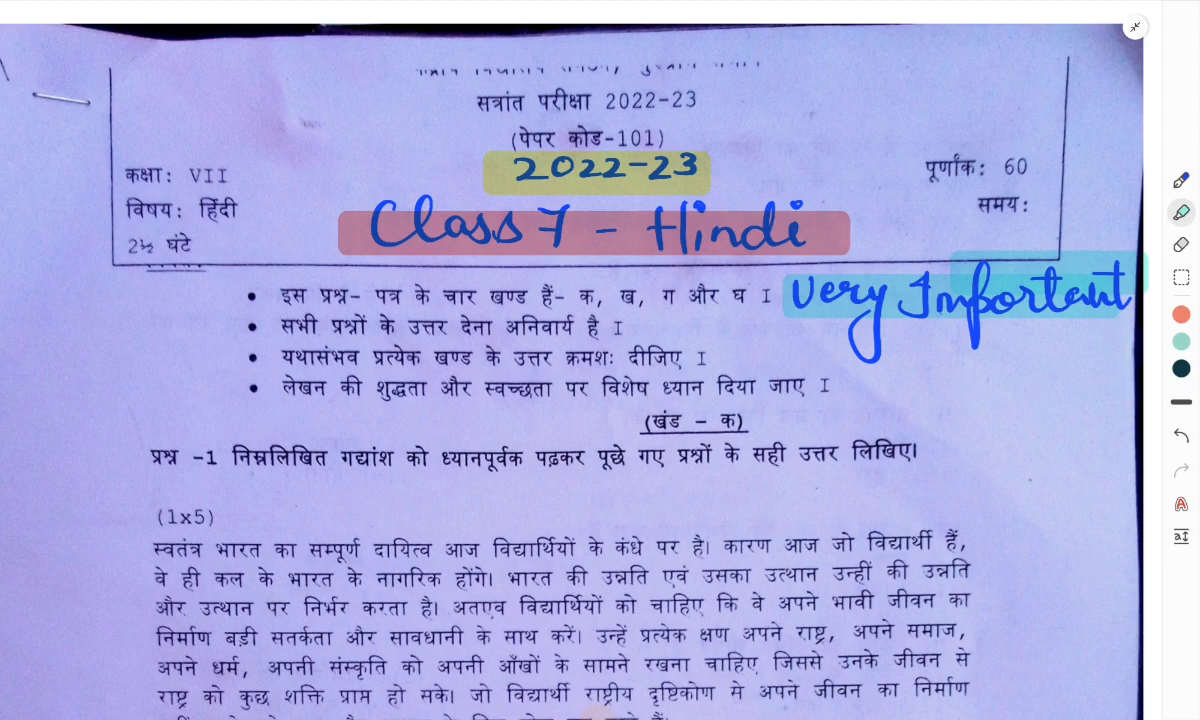 सत्रांत परीक्षा 2022-23
(पेपर कोड-101)
2022-23
कक्षा: VII
पूर्णांक: 60
Class 7 - Hindi
विषय: हिंदी
समय:
2½ घंटे
• इस प्रश्न- पत्र के चार खण्ड हैं- क, ख, ग और घ I
Very Important
• सभी प्रश्नों के उत्तर देना अनिवार्य है I
• यथासंभव प्रत्येक खण्ड के उत्तर क्रमशः दीजिए I
• लेखन की शुद्धता और स्वच्छता पर विशेष ध्यान दिया जाए I
(खंड - क)
प्रश्न -1 निम्नलिखित गद्यांश को ध्यानपूर्वक पढ़कर पूछे गए प्रश्नों के सही उत्तर लिखिए।
(1x5)
स्वतंत्र भारत का सम्पूर्ण दायित्व आज विद्यार्थियों के कंधे पर है। कारण आज जो विद्यार्थी हैं,
वे ही कल के भारत के नागरिक होंगे। भारत की उन्नति एवं उसका उत्थान उन्हीं की उन्नति
और उत्थान पर निर्भर करता है। अतएव विद्यार्थियों को चाहिए कि वे अपने भावी जीवन का
निर्माण बड़ी सतर्कता और सावधानी के साथ करें। उन्हें प्रत्येक क्षण अपने राष्ट्र, अपने समाज,
अपने धर्म, अपनी संस्कृति को अपनी आँखों के सामने रखना चाहिए जिससे उनके जीवन से
राष्ट्र को कुछ शक्ति प्राप्त हो सके। जो विद्यार्थी राष्ट्रीय दृष्टिकोण से अपने जीवन का निर्माण